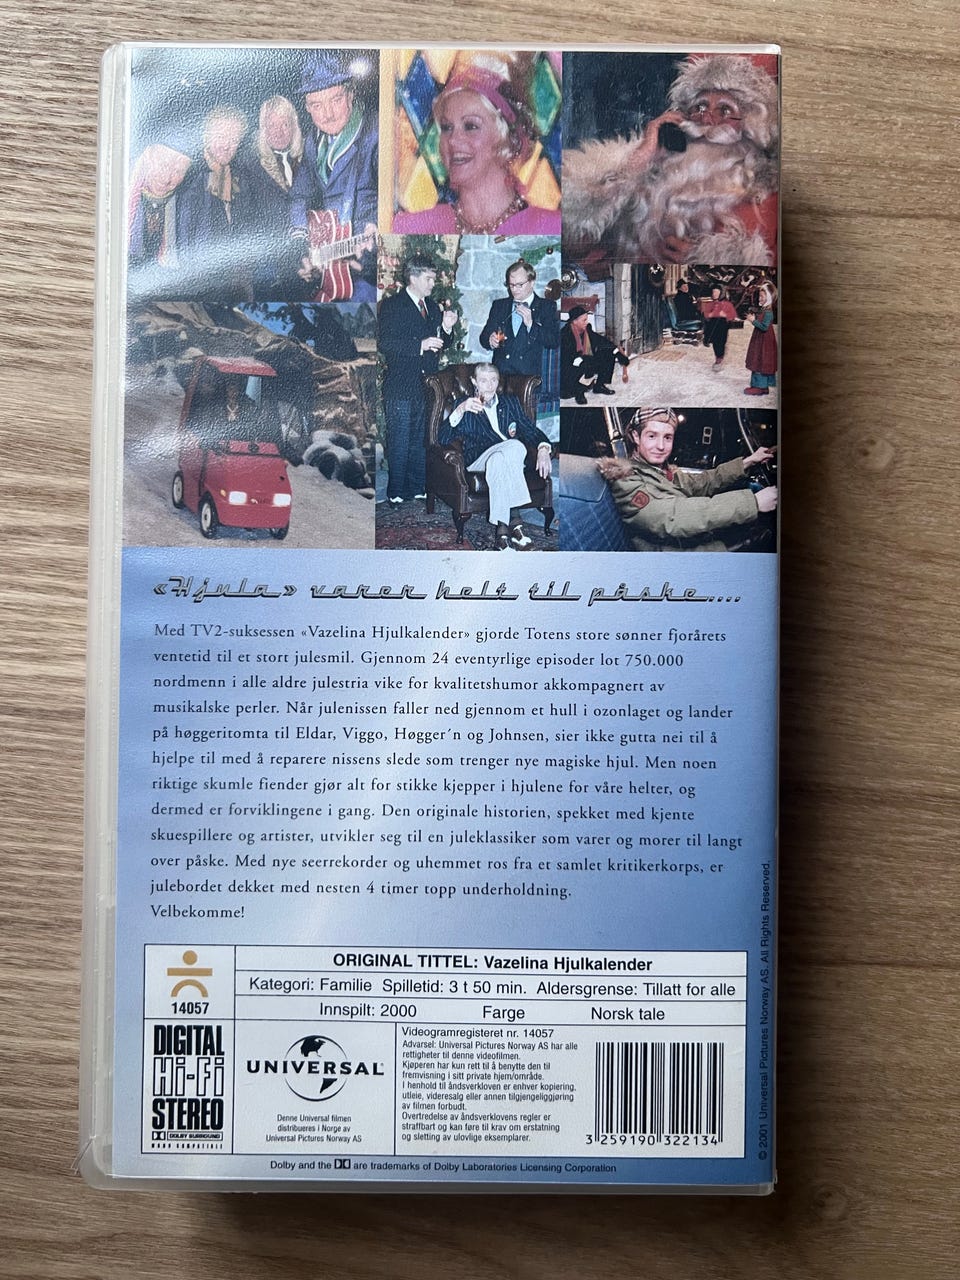 «Hjula» varer helt til påske....
Med TV2-suksessen «Vazelina Hjulkalender» gjorde Totens store sønner fjorårets
ventetid til et stort julesmil. Gjennom 24 eventyrlige episoder lot 750.000
nordmenn i alle aldre julestria vike for kvalitetshumor akkompagnert av
musikalske perler. Når julenissen faller ned gjennom et hull i ozonlaget og lander
på høggeritomta til Eldar, Viggo, Høgger´n og Johnsen, sier ikke gutta nei til å
hjelpe til med å reparere nissens slede som trenger nye magiske hjul. Men noen
riktige skumle fiender gjør alt for stikke kjepper i hjulene for våre helter, og
dermed er forviklingene i gang. Den originale historien, spekket med kjente
skuespillere og artister, utvikler seg til en juleklassiker som varer og morer til langt
over påske. Med nye seerrekorder og uhemmet ros fra et samlet kritikerkorps, er
julebordet dekket med nesten 4 timer topp underholdning.
Velbekomme!
14057
ORIGINAL TITTEL: Vazelina Hjulkalender
Kategori: Familie Spilletid: 3 t 50 min. Aldersgrense: Tillatt for alle
Innspilt: 2000 Farge Norsk tale
DIGITAL
Hi-Fi
STEREO
DOLBY SURROUND
MONO COMPATIBLE
UNIVERSAL
Denne Universal filmen
distribueres i Norge av
Universal Pictures Norway AS
Videogramregisteret nr. 14057
Advarsel: Universal Pictures Norway AS har alle
rettigheter til denne videofilmen.
Kjøperen har kun rett til å benytte den til
fremvisning i sitt private hjem/område.
I henhold til åndsverkloven er enhver kopiering,
utleie, videresalg eller annen tilgjengeliggjøring
av filmen forbudt.
Overtredelse av åndsverklovens regler er
straffbart og kan føre til krav om erstatning
og sletting av ulovlige eksemplarer.
3 259190 322134
Dolby and the DD are trademarks of Dolby Laboratories Licensing Corporation
© 2001 Universal Pictures Norway AS. All Rights Reserved.